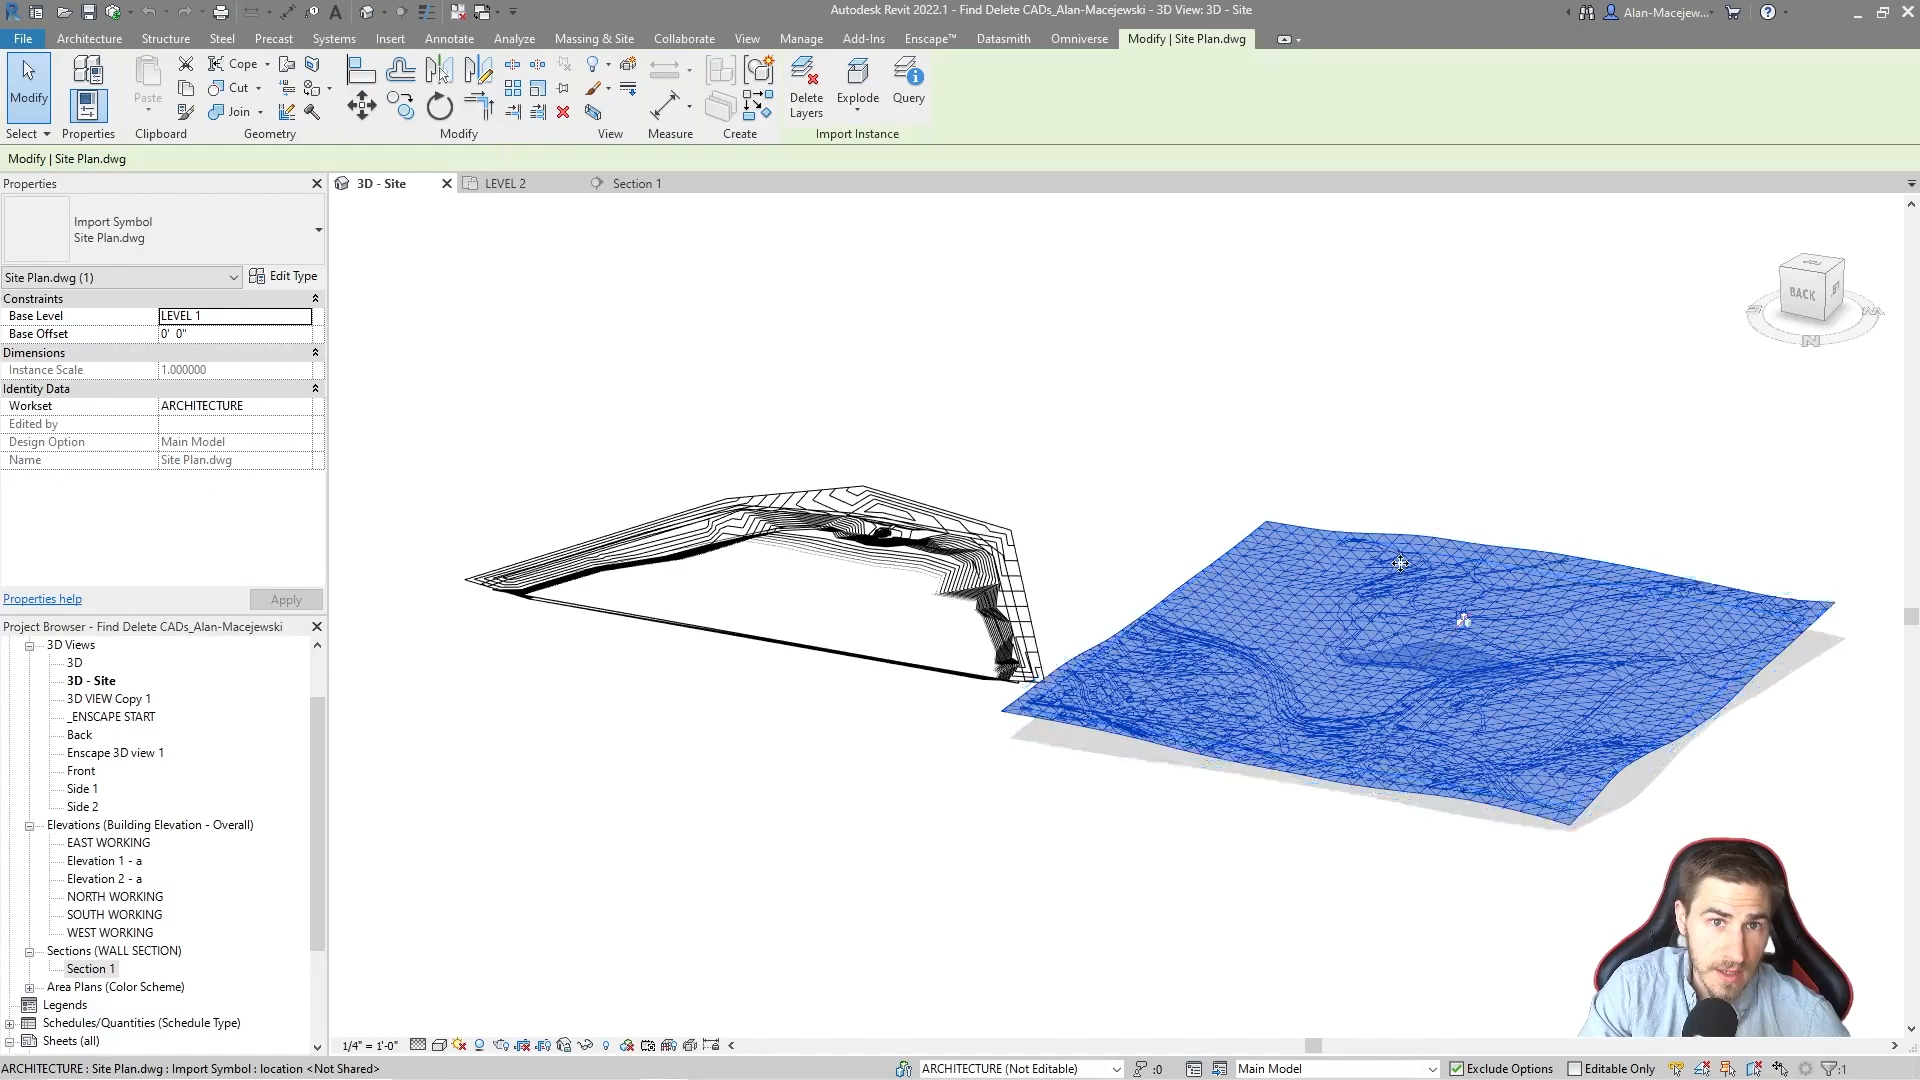 Autodesk Revit 2022.1 - Find Delete CADs_Alan-Macejewski - 3D View: 3D - Site
Alan-Macejew...
File
Architecture
Structure
Steel
Precast
Systems
Insert
Annotate
Analyze
Massing & Site
Collaborate
View
Manage
Add-Ins
Enscape™
Datasmith
Omniverse
Modify | Site Plan.dwg
Modify
Paste
Cope
Cut
Join
Delete
Layers
Explode
Query
Select
Properties
Clipboard
Geometry
Modify
View
Measure
Create
Import Instance
Modify | Site Plan.dwg
Properties
3D - Site
LEVEL 2
Section 1
Import Symbol
Site Plan.dwg
Site Plan.dwg (1)
Edit Type
Constraints
Base Level LEVEL 1
Base Offset 0' 0"
Dimensions
Instance Scale 1.000000
Identity Data
Workset ARCHITECTURE
Edited by
Design Option Main Model
Name Site Plan.dwg
Properties help
Apply
BACK
TOP
N
Project Browser - Find Delete CADs_Alan-Macejewski
3D Views
3D
3D - Site
3D VIEW Copy 1
_ENSCAPE START
Back
Enscape 3D view 1
Front
Side 1
Side 2
Elevations (Building Elevation - Overall)
EAST WORKING
Elevation 1 - a
Elevation 2 - a
NORTH WORKING
SOUTH WORKING
WEST WORKING
Sections (WALL SECTION)
Section 1
Area Plans (Color Scheme)
Legends
Schedules/Quantities (Schedule Type)
Sheets (all)
1/4" = 1'-0"
ARCHITECTURE : Site Plan.dwg : Import Symbol : location <Not Shared>
ARCHITECTURE (Not Editable)
:0
Main Model
Exclude Options
Editable Only
:1